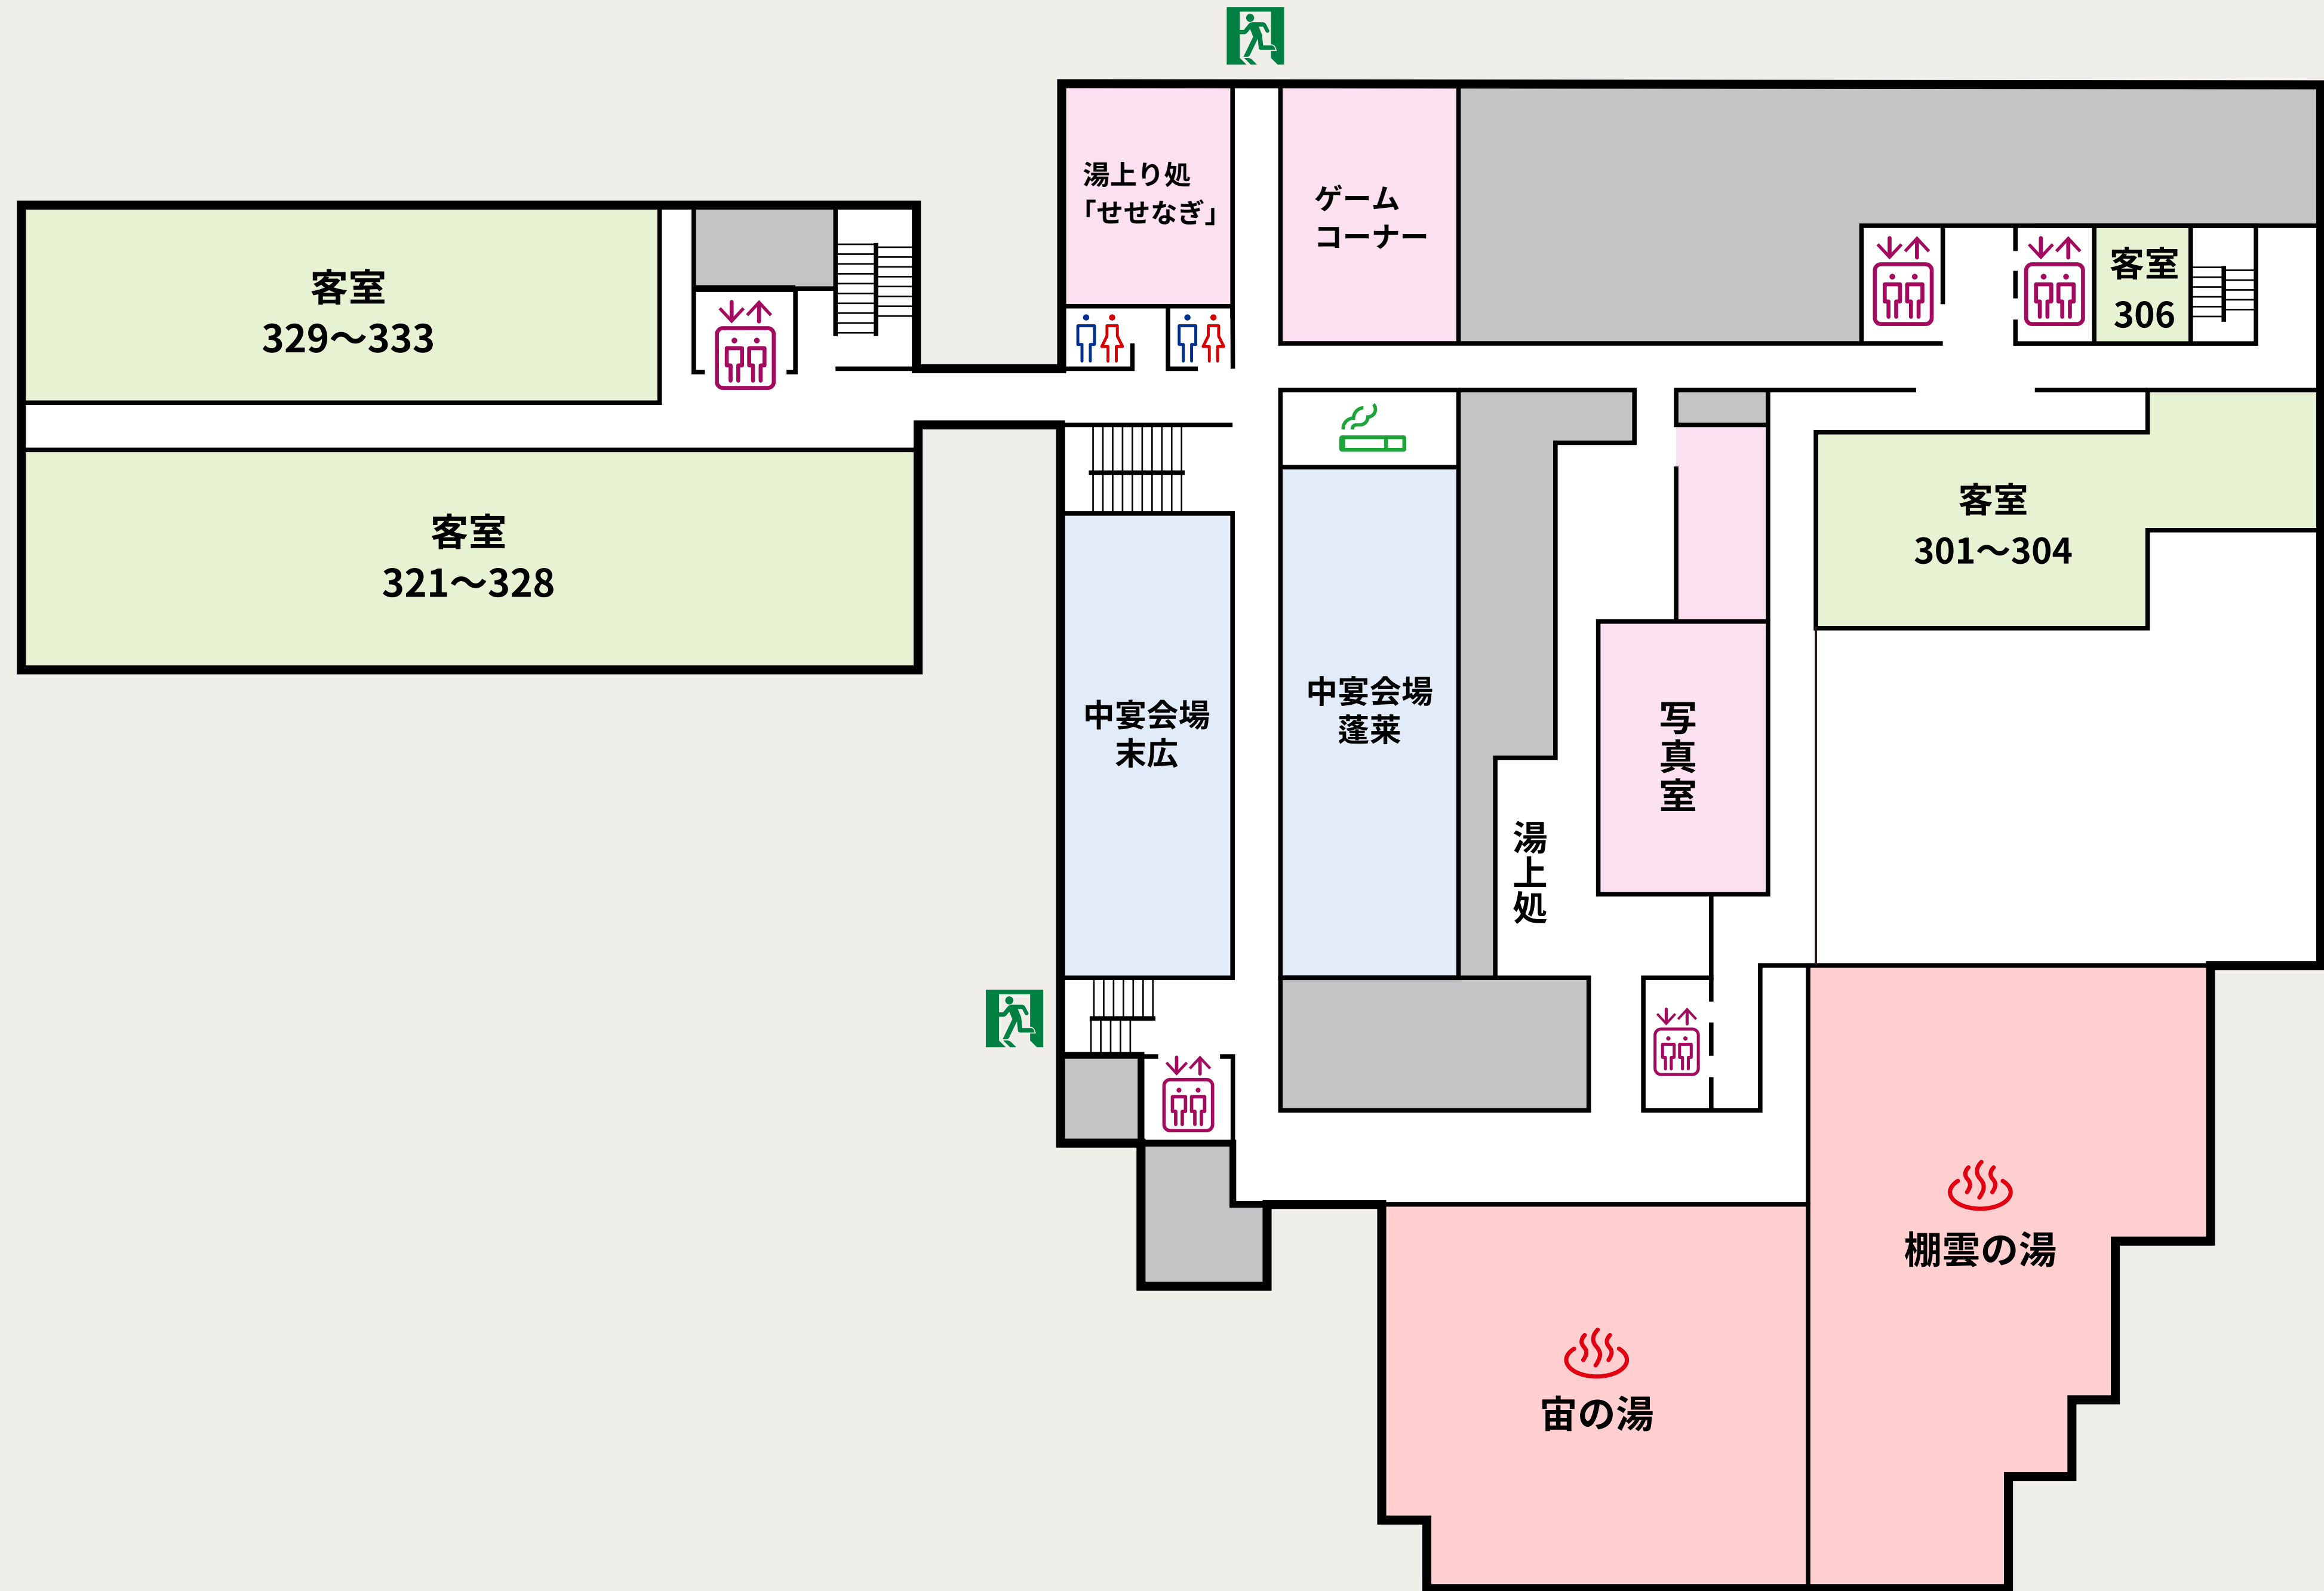 湯上り処
「せせなぎ」
ゲーム
コーナー
客室
329〜333
客室
306
客室
321〜328
客室
301〜304
中宴会場
末広
中宴会場
蓬莱
写真室
湯上処
棚雲の湯
宙の湯